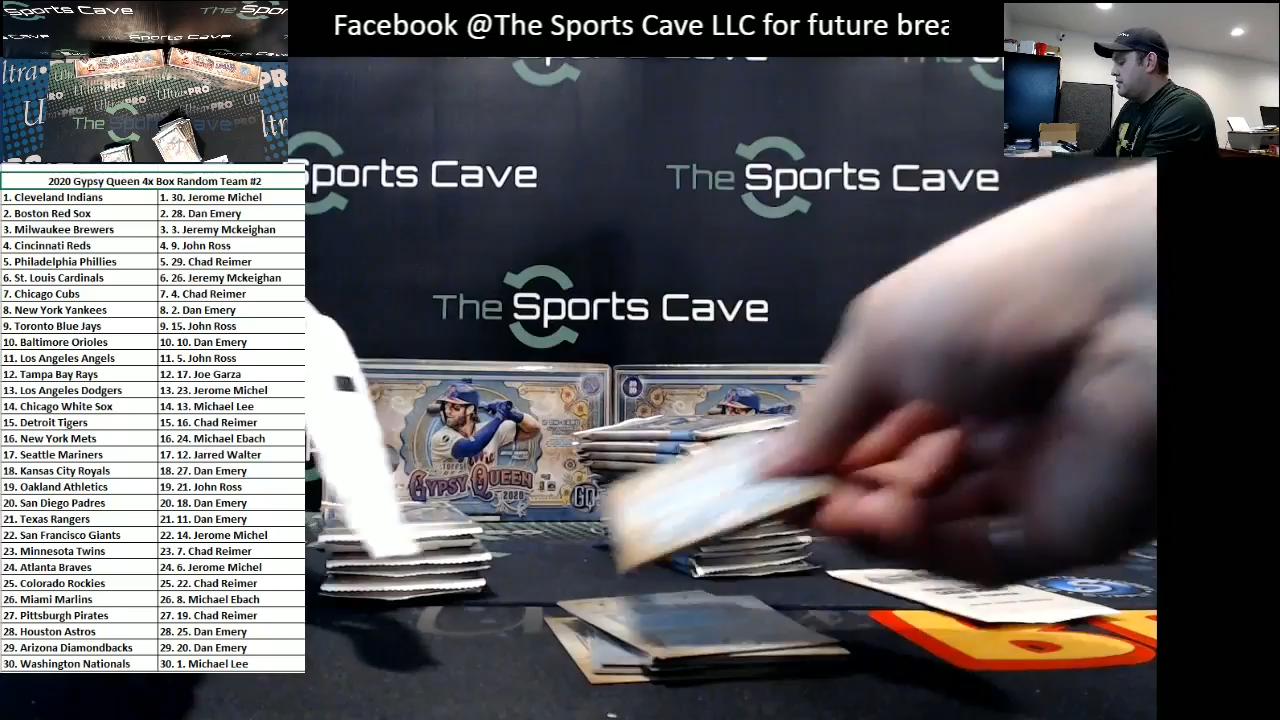 Facebook @The Sports Cave LLC for future brea
Ultra
PRO
The Sports Cave
2020 Gypsy Queen 4x Box Random Team #2
1. Cleveland Indians 1. 30. Jerome Michel
2. Boston Red Sox 2. 28. Dan Emery
3. Milwaukee Brewers 3. 3. Jeremy Mckeighan
4. Cincinnati Reds 4. 9. John Ross
5. Philadelphia Phillies 5. 29. Chad Reimer
6. St. Louis Cardinals 6. 26. Jeremy Mckeighan
7. Chicago Cubs 7. 4. Chad Reimer
8. New York Yankees 8. 2. Dan Emery
9. Toronto Blue Jays 9. 15. John Ross
10. Baltimore Orioles 10. 10. Dan Emery
11. Los Angeles Angels 11. 5. John Ross
12. Tampa Bay Rays 12. 17. Joe Garza
13. Los Angeles Dodgers 13. 23. Jerome Michel
14. Chicago White Sox 14. 13. Michael Lee
15. Detroit Tigers 15. 16. Chad Reimer
16. New York Mets 16. 24. Michael Ebach
17. Seattle Mariners 17. 12. Jarred Walter
18. Kansas City Royals 18. 27. Dan Emery
19. Oakland Athletics 19. 21. John Ross
20. San Diego Padres 20. 18. Dan Emery
21. Texas Rangers 21. 11. Dan Emery
22. San Francisco Giants 22. 14. Jerome Michel
23. Minnesota Twins 23. 7. Chad Reimer
24. Atlanta Braves 24. 6. Jerome Michel
25. Colorado Rockies 25. 22. Chad Reimer
26. Miami Marlins 26. 8. Michael Ebach
27. Pittsburgh Pirates 27. 19. Chad Reimer
28. Houston Astros 28. 25. Dan Emery
29. Arizona Diamondbacks 29. 20. Dan Emery
30. Washington Nationals 30. 1. Michael Lee
Sports Cave
The Sports Cave
The Sports Cave
GYPSY QUEEN
2020
GQ